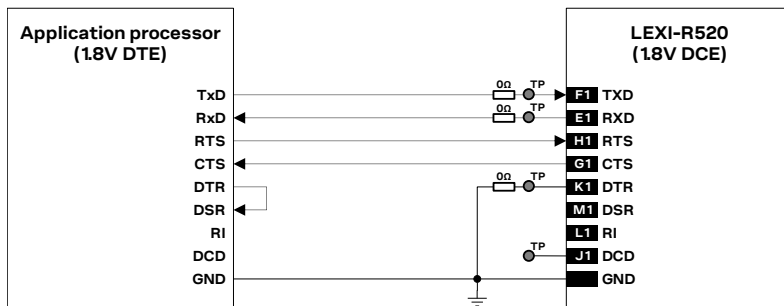 Application processor
(1.8V DTE)
LEXI-R520
(1.8V DCE)
TxD 0Ω TP F1 TXD
RxD 0Ω TP E1 RXD
RTS H1 RTS
CTS G1 CTS
DTR 0Ω TP K1 DTR
DSR M1 DSR
RI L1 RI
DCD TP J1 DCD
GND GND